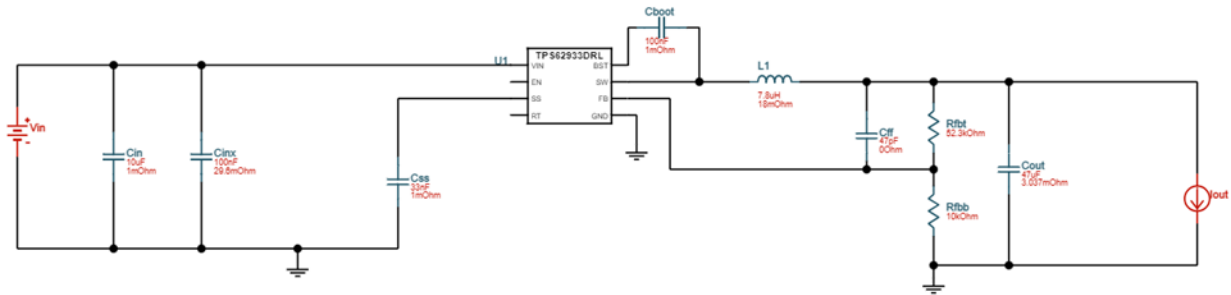 Cboot
100nF
1mOhm
TPS62933DRL
U1
VIN
BST
EN
SW
SS
FB
RT
GND
L1
7.8uH
18mOhm
Vin
Cin
10uF
1mOhm
Cinx
100nF
29.6mOhm
Css
33nF
1mOhm
Cff
47pF
0Ohm
Rfbt
52.3kOhm
Cout
47uF
3.037mOhm
Rfbb
10kOhm
Iout